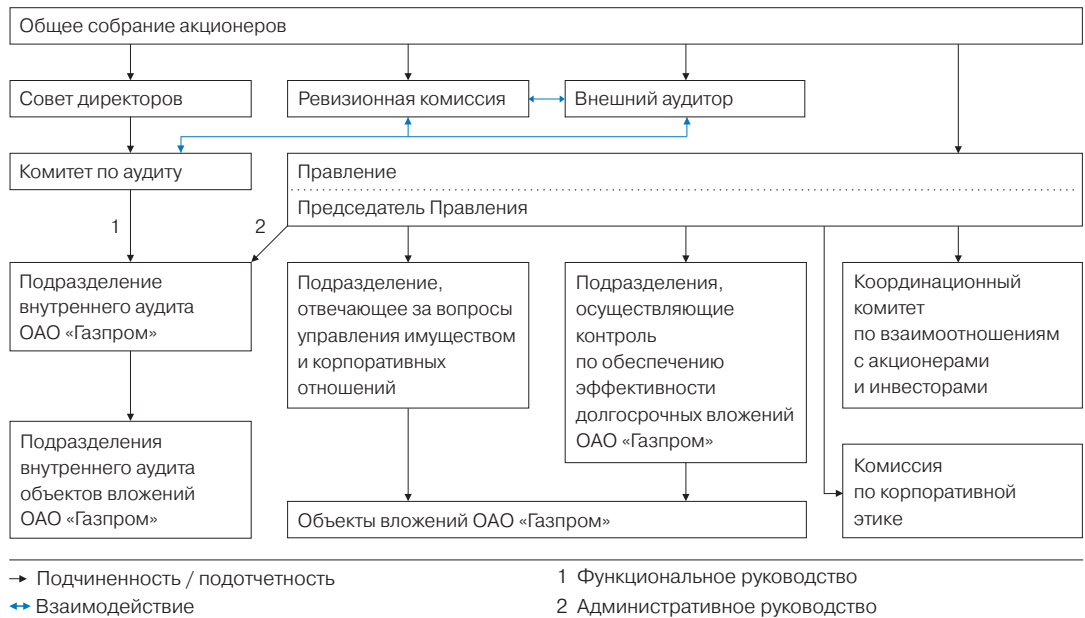 Общее собрание акционеров
Совет директоров
Ревизионная комиссия
Внешний аудитор
Комитет по аудиту
Правление
Председатель Правления
1
2
Подразделение
внутреннего аудита
ОАО «Газпром»
Подразделение,
отвечающее за вопросы
управления имуществом
и корпоративных
отношений
Подразделения,
осуществляющие
контроль
по обеспечению
эффективности
долгосрочных вложений
ОАО «Газпром»
Координационный
комитет
по взаимоотношениям
с акционерами
и инвесторами
Подразделения
внутреннего аудита
объектов вложений
ОАО «Газпром»
Объекты вложений ОАО «Газпром»
Комиссия
по корпоративной
этике
Подчиненность / подотчетность
Взаимодействие
1 Функциональное руководство
2 Административное руководство